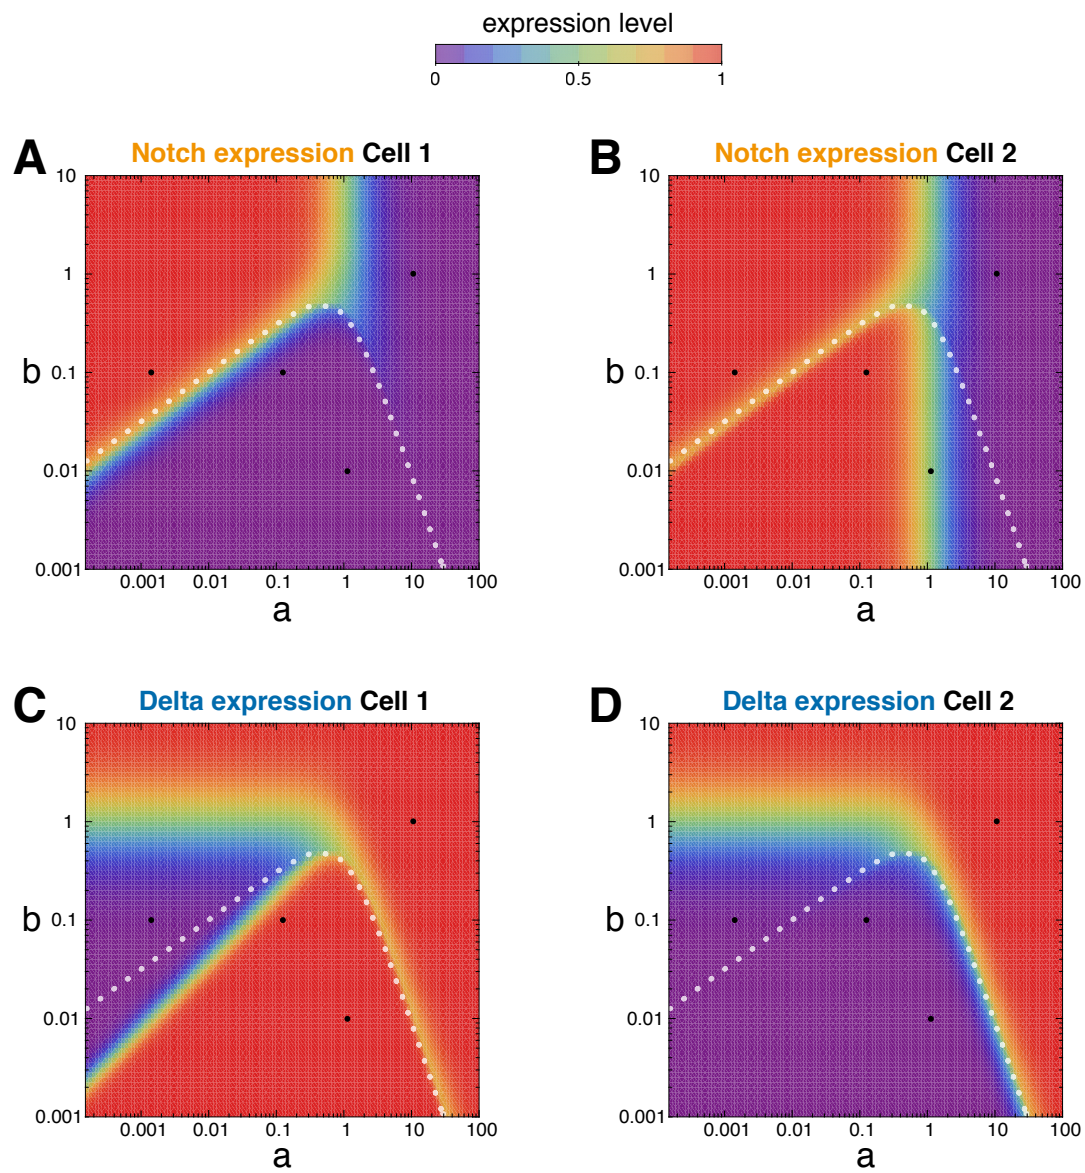 expression level
0 0.5 1
A Notch expression Cell 1
10
1
b 0.1
0.01
0.001
0.001 0.01 0.1 1 10 100
a
B Notch expression Cell 2
10
1
b 0.1
0.01
0.001
0.001 0.01 0.1 1 10 100
a
C Delta expression Cell 1
10
1
b 0.1
0.01
0.001
0.001 0.01 0.1 1 10 100
a
D Delta expression Cell 2
10
1
b 0.1
0.01
0.001
0.001 0.01 0.1 1 10 100
a